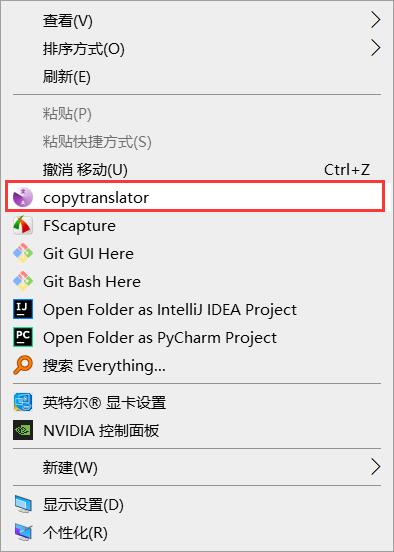 查看(V)
排序方式(O)
刷新(E)
粘贴(P)
粘贴快捷方式(S)
撤消 移动(U) Ctrl+Z
copytranslator
FScapture
Git GUI Here
Git Bash Here
Open Folder as IntelliJ IDEA Project
Open Folder as PyCharm Project
搜索 Everything...
英特尔® 显卡设置
NVIDIA 控制面板
新建(W)
显示设置(D)
个性化(R)